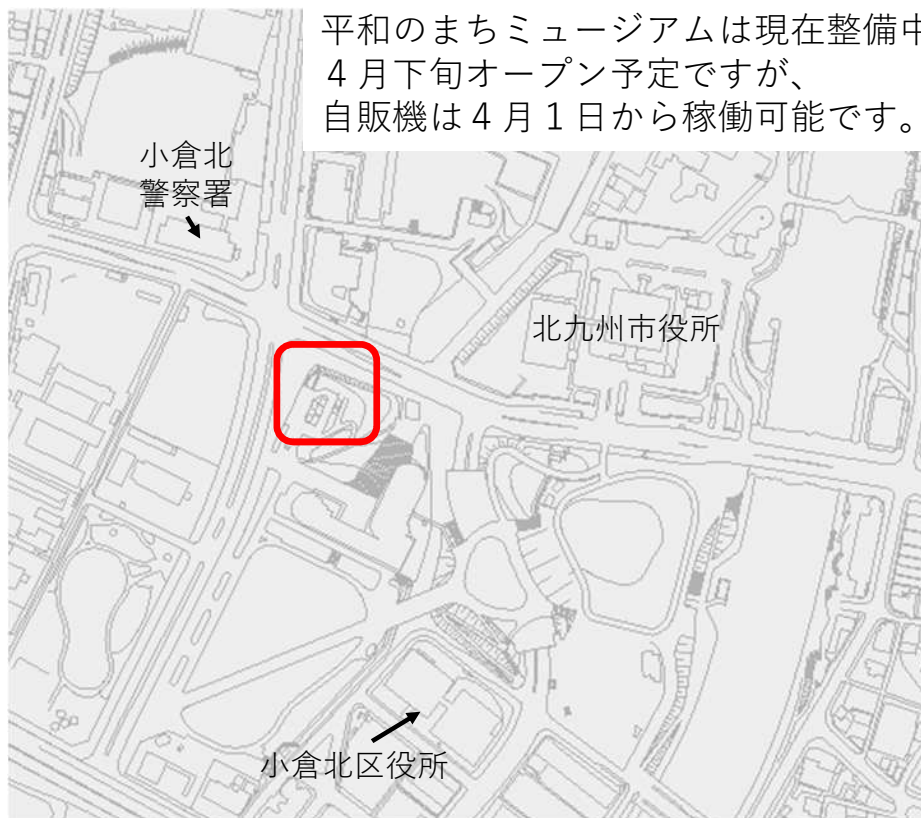 平和のまちミュージアムは現在整備中
４月下旬オープン予定ですが、
自販機は４月１日から稼働可能です。
小倉北
警察署
北九州市役所
小倉北区役所